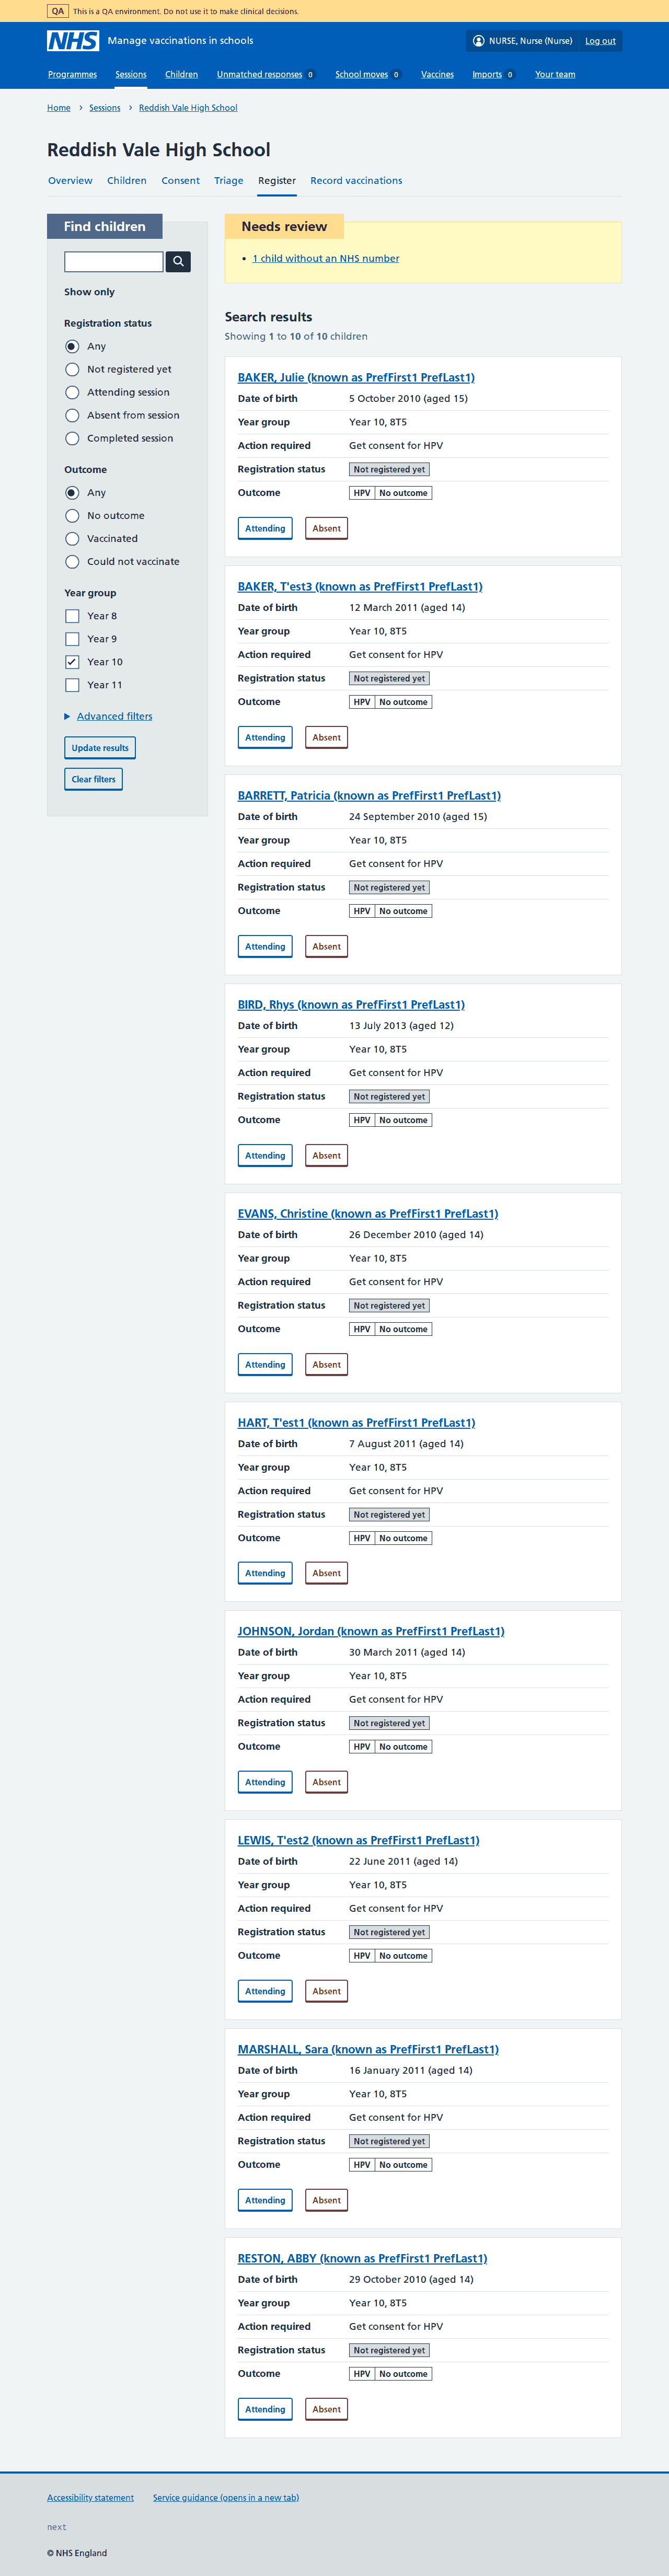 QA This is a QA environment. Do not use it to make clinical decisions.
NHS Manage vaccinations in schools NURSE, Nurse (Nurse) Log out
Programmes Sessions Children Unmatched responses 0 School moves 0 Vaccines Imports 0 Your team
Home > Sessions > Reddish Vale High School
Reddish Vale High School
Overview Children Consent Triage Register Record vaccinations
Find children
Show only
Registration status
Any
Not registered yet
Attending session
Absent from session
Completed session
Outcome
Any
No outcome
Vaccinated
Could not vaccinate
Year group
Year 8
Year 9
Year 10
Year 11
Advanced filters
Update results
Clear filters
Needs review
• 1 child without an NHS number
Search results
Showing 1 to 10 of 10 children
BAKER, Julie (known as PrefFirst1 PrefLast1)
Date of birth 5 October 2010 (aged 15)
Year group Year 10, 8T5
Action required Get consent for HPV
Registration status Not registered yet
Outcome HPV No outcome
Attending Absent
BAKER, T'est3 (known as PrefFirst1 PrefLast1)
Date of birth 12 March 2011 (aged 14)
Year group Year 10, 8T5
Action required Get consent for HPV
Registration status Not registered yet
Outcome HPV No outcome
Attending Absent
BARRETT, Patricia (known as PrefFirst1 PrefLast1)
Date of birth 24 September 2010 (aged 15)
Year group Year 10, 8T5
Action required Get consent for HPV
Registration status Not registered yet
Outcome HPV No outcome
Attending Absent
BIRD, Rhys (known as PrefFirst1 PrefLast1)
Date of birth 13 July 2013 (aged 12)
Year group Year 10, 8T5
Action required Get consent for HPV
Registration status Not registered yet
Outcome HPV No outcome
Attending Absent
EVANS, Christine (known as PrefFirst1 PrefLast1)
Date of birth 26 December 2010 (aged 14)
Year group Year 10, 8T5
Action required Get consent for HPV
Registration status Not registered yet
Outcome HPV No outcome
Attending Absent
HART, T'est1 (known as PrefFirst1 PrefLast1)
Date of birth 7 August 2011 (aged 14)
Year group Year 10, 8T5
Action required Get consent for HPV
Registration status Not registered yet
Outcome HPV No outcome
Attending Absent
JOHNSON, Jordan (known as PrefFirst1 PrefLast1)
Date of birth 30 March 2011 (aged 14)
Year group Year 10, 8T5
Action required Get consent for HPV
Registration status Not registered yet
Outcome HPV No outcome
Attending Absent
LEWIS, T'est2 (known as PrefFirst1 PrefLast1)
Date of birth 22 June 2011 (aged 14)
Year group Year 10, 8T5
Action required Get consent for HPV
Registration status Not registered yet
Outcome HPV No outcome
Attending Absent
MARSHALL, Sara (known as PrefFirst1 PrefLast1)
Date of birth 16 January 2011 (aged 14)
Year group Year 10, 8T5
Action required Get consent for HPV
Registration status Not registered yet
Outcome HPV No outcome
Attending Absent
RESTON, ABBY (known as PrefFirst1 PrefLast1)
Date of birth 29 October 2010 (aged 14)
Year group Year 10, 8T5
Action required Get consent for HPV
Registration status Not registered yet
Outcome HPV No outcome
Attending Absent
Accessibility statement Service guidance (opens in a new tab)
next
© NHS England